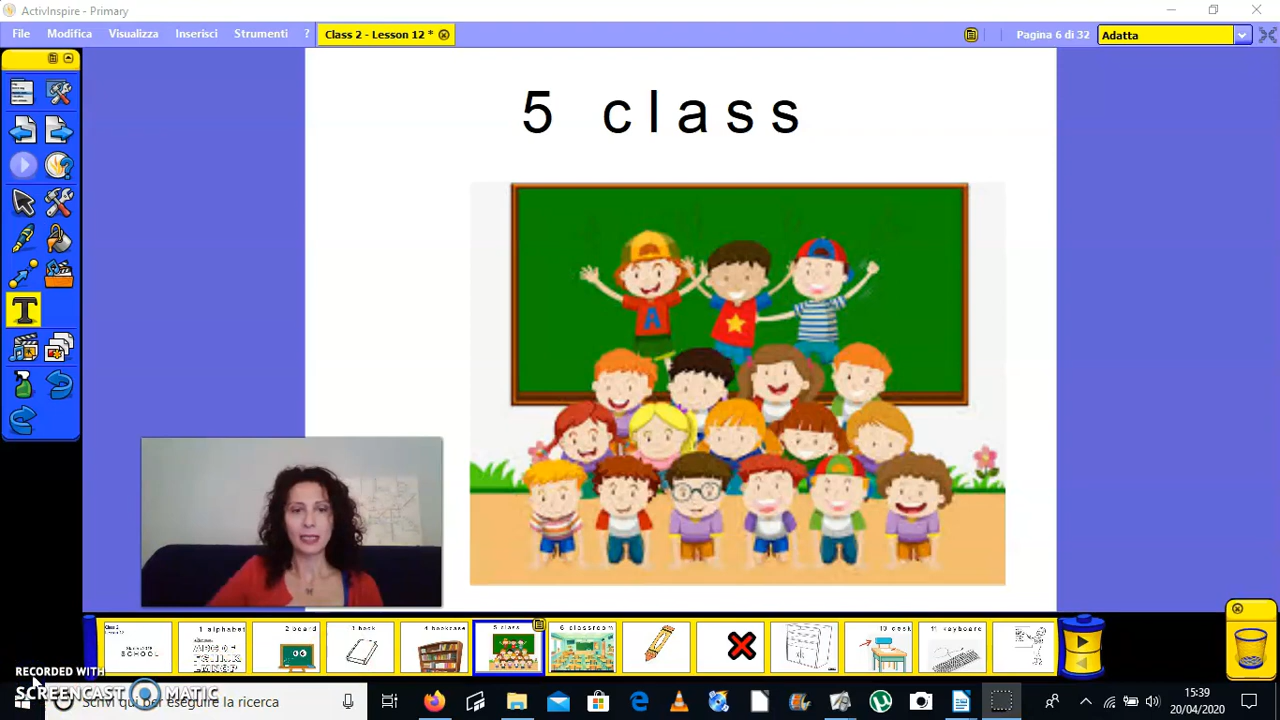 ActivInspire - Primary
File Modifica Visualizza Inserisci Strumenti ? Class 2 - Lesson 12 * Pagina 6 di 32 Adatta
5 class
A
T
1 alphabet 2 board 4 bookcase 5 class 6 classroom 10 desk 11 keyboard
RECORDED WITH
SCREENCAST MATIC
Scrivi qui per eseguire la ricerca
15:39
20/04/2020